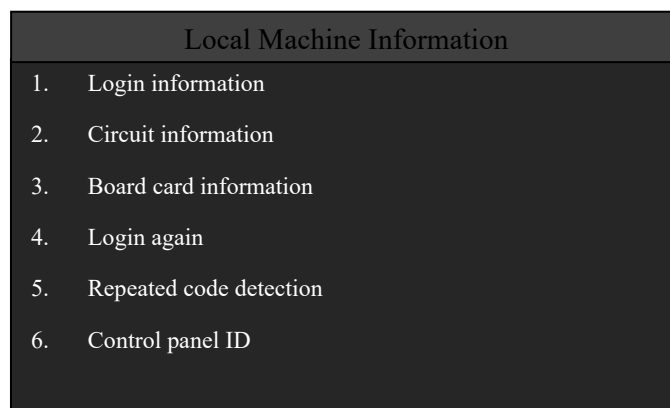 Local Machine Information
1. Login information
2. Circuit information
3. Board card information
4. Login again
5. Repeated code detection
6. Control panel ID